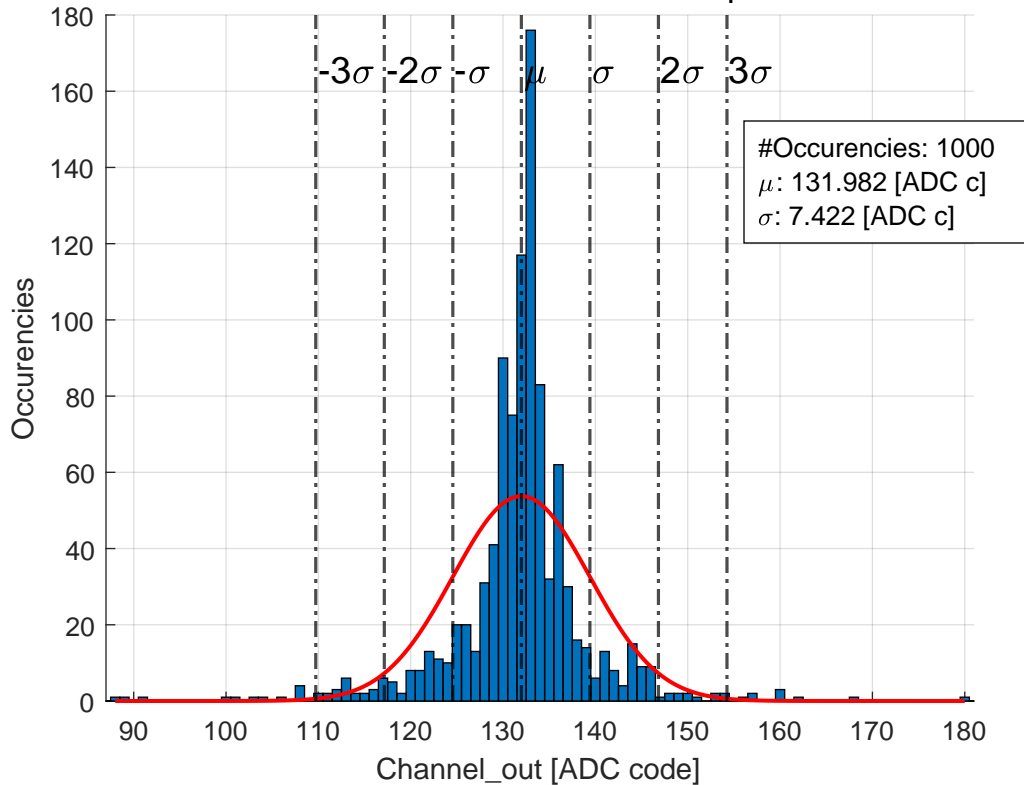 180
160
140
120
100
80
60
40
20
0
Occurencies
-3σ -2σ -σ μ σ 2σ 3σ
#Occurencies: 1000
μ: 131.982 [ADC c]
σ: 7.422 [ADC c]
90 100 110 120 130 140 150 160 170 180
Channel_out [ADC code]